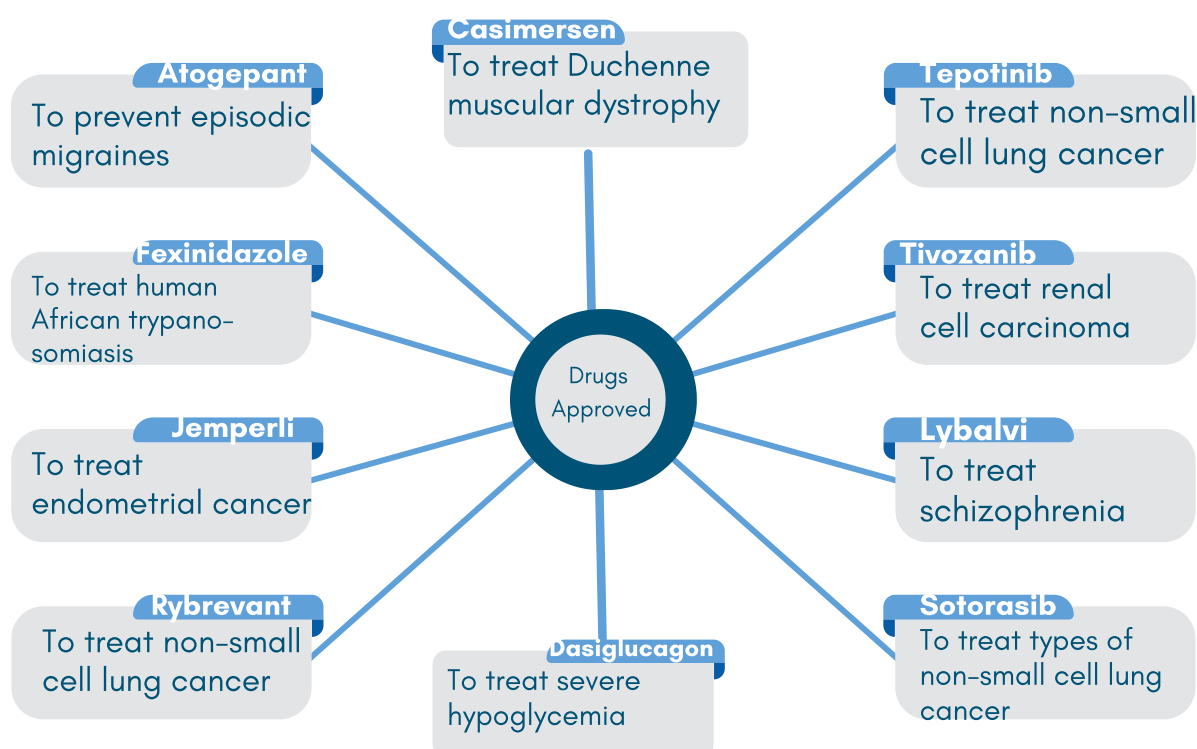 Casimersen
To treat Duchenne
muscular dystrophy
Atogepant
To prevent episodic
migraines
Tepotinib
To treat non-small
cell lung cancer
Fexinidazole
To treat human
African trypano-
somiasis
Tivozanib
To treat renal
cell carcinoma
Drugs
Approved
Jemperli
To treat
endometrial cancer
Lybalvi
To treat
schizophrenia
Rybrevant
To treat non-small
cell lung cancer
Dasiglucagon
To treat severe
hypoglycemia
Sotorasib
To treat types of
non-small cell lung
cancer